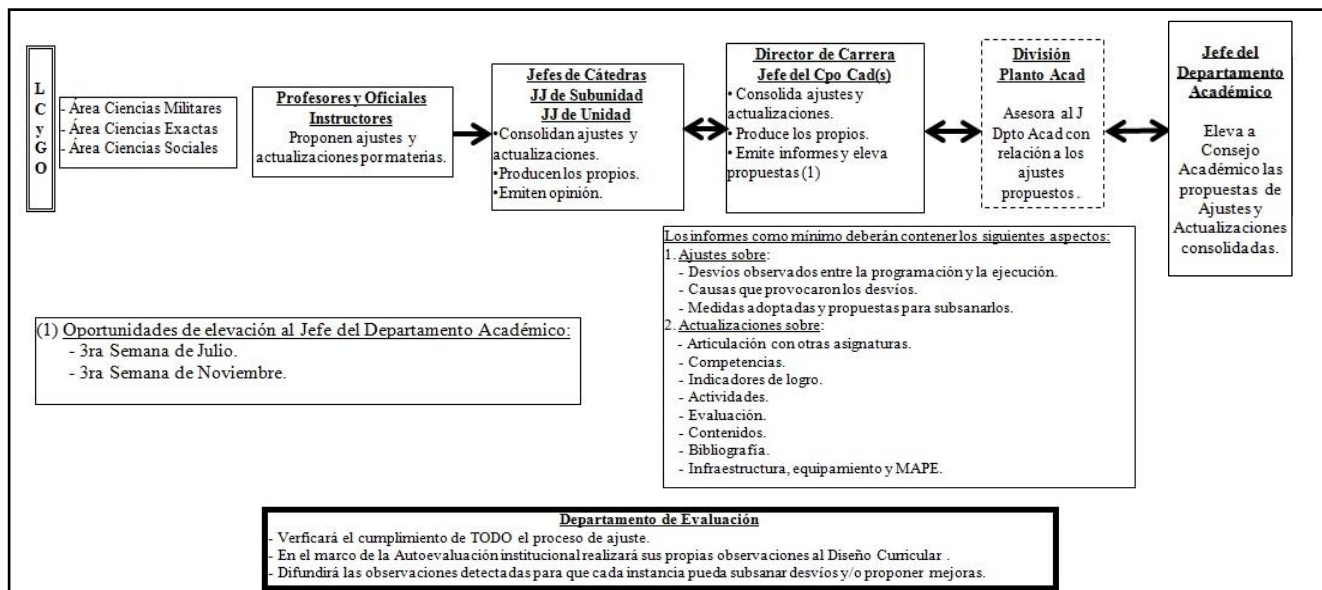 L
C
y
G
O
- Área Ciencias Militares
- Área Ciencias Exactas
- Área Ciencias Sociales
Profesores y Oficiales
Instructores
Proponen ajustes y
actualizaciones por materias.
Jefes de Cátedras
JJ de Subunidad
JJ de Unidad
•Consolidan ajustes y
actualizaciones.
•Producen los propios.
•Emiten opinión.
Director de Carrera
Jefe del Cpo Cad(s)
• Consolida ajustes y
actualizaciones.
• Produce los propios.
• Emite informes y eleva
propuestas (1)
División
Planto Acad
Asesora al J
Dpto Acad con
relación a los
ajustes
propuestos.
Jefe del
Departamento
Académico
Eleva a
Consejo
Académico las
propuestas de
Ajustes y
Actualizaciones
consolidadas.
Los informes como mínimo deberán contener los siguientes aspectos:
1. Ajustes sobre:
- Desvíos observados entre la programación y la ejecución.
- Causas que provocaron los desvíos.
- Medidas adoptadas y propuestas para subsanarlos.
2. Actualizaciones sobre:
- Articulación con otras asignaturas.
- Competencias.
- Indicadores de logro.
- Actividades.
- Evaluación.
- Contenidos.
- Bibliografía.
- Infraestructura, equipamiento y MAPE.
(1) Oportunidades de elevación al Jefe del Departamento Académico:
- 3ra Semana de Julio.
- 3ra Semana de Noviembre.
Departamento de Evaluación
- Verficará el cumplimiento de TODO el proceso de ajuste.
- En el marco de la Autoevaluación institucional realizará sus propias observaciones al Diseño Curricular .
- Difundirá las observaciones detectadas para que cada instancia pueda subsanar desvíos y/o proponer mejoras.